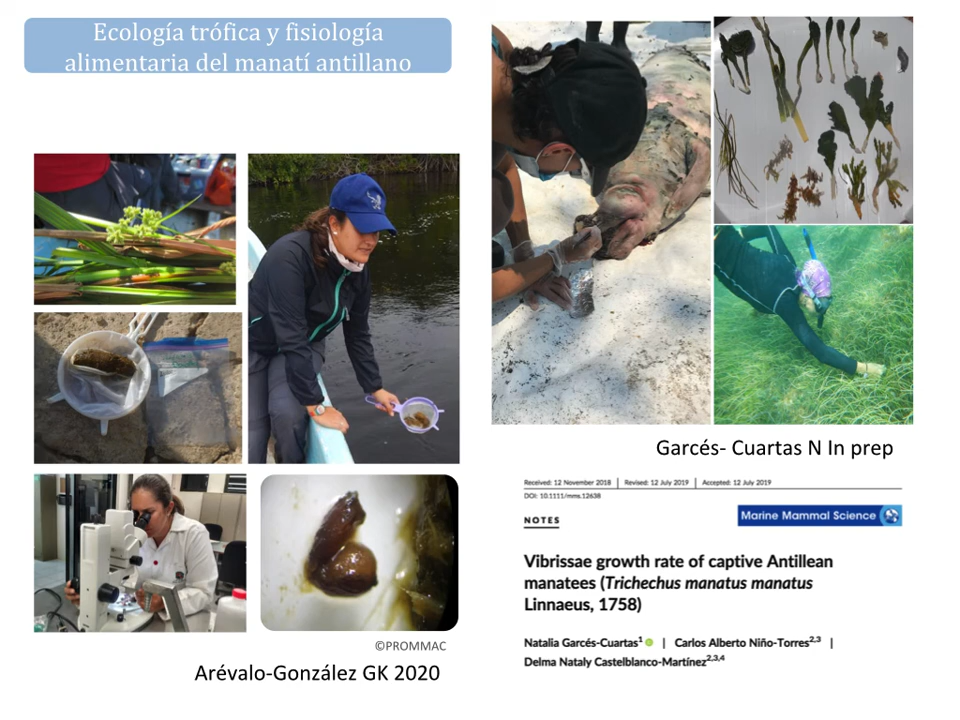 Ecología trófica y fisiología
alimentaria del manatí antillano
©PROMMAC
Arévalo-González GK 2020
Garcés- Cuartas N In prep
Received: 12 November 2018 | Revised: 12 July 2019 | Accepted: 12 July 2019
DOI: 10.1111/mms.12638
NOTES
Marine Mammal Science
Vibrissae growth rate of captive Antillean
manatees (Trichechus manatus manatus
Linnaeus, 1758)
Natalia Garcés-Cuartas1 | Carlos Alberto Niño-Torres2,3 |
Delma Nataly Castelblanco-Martínez2,3,4